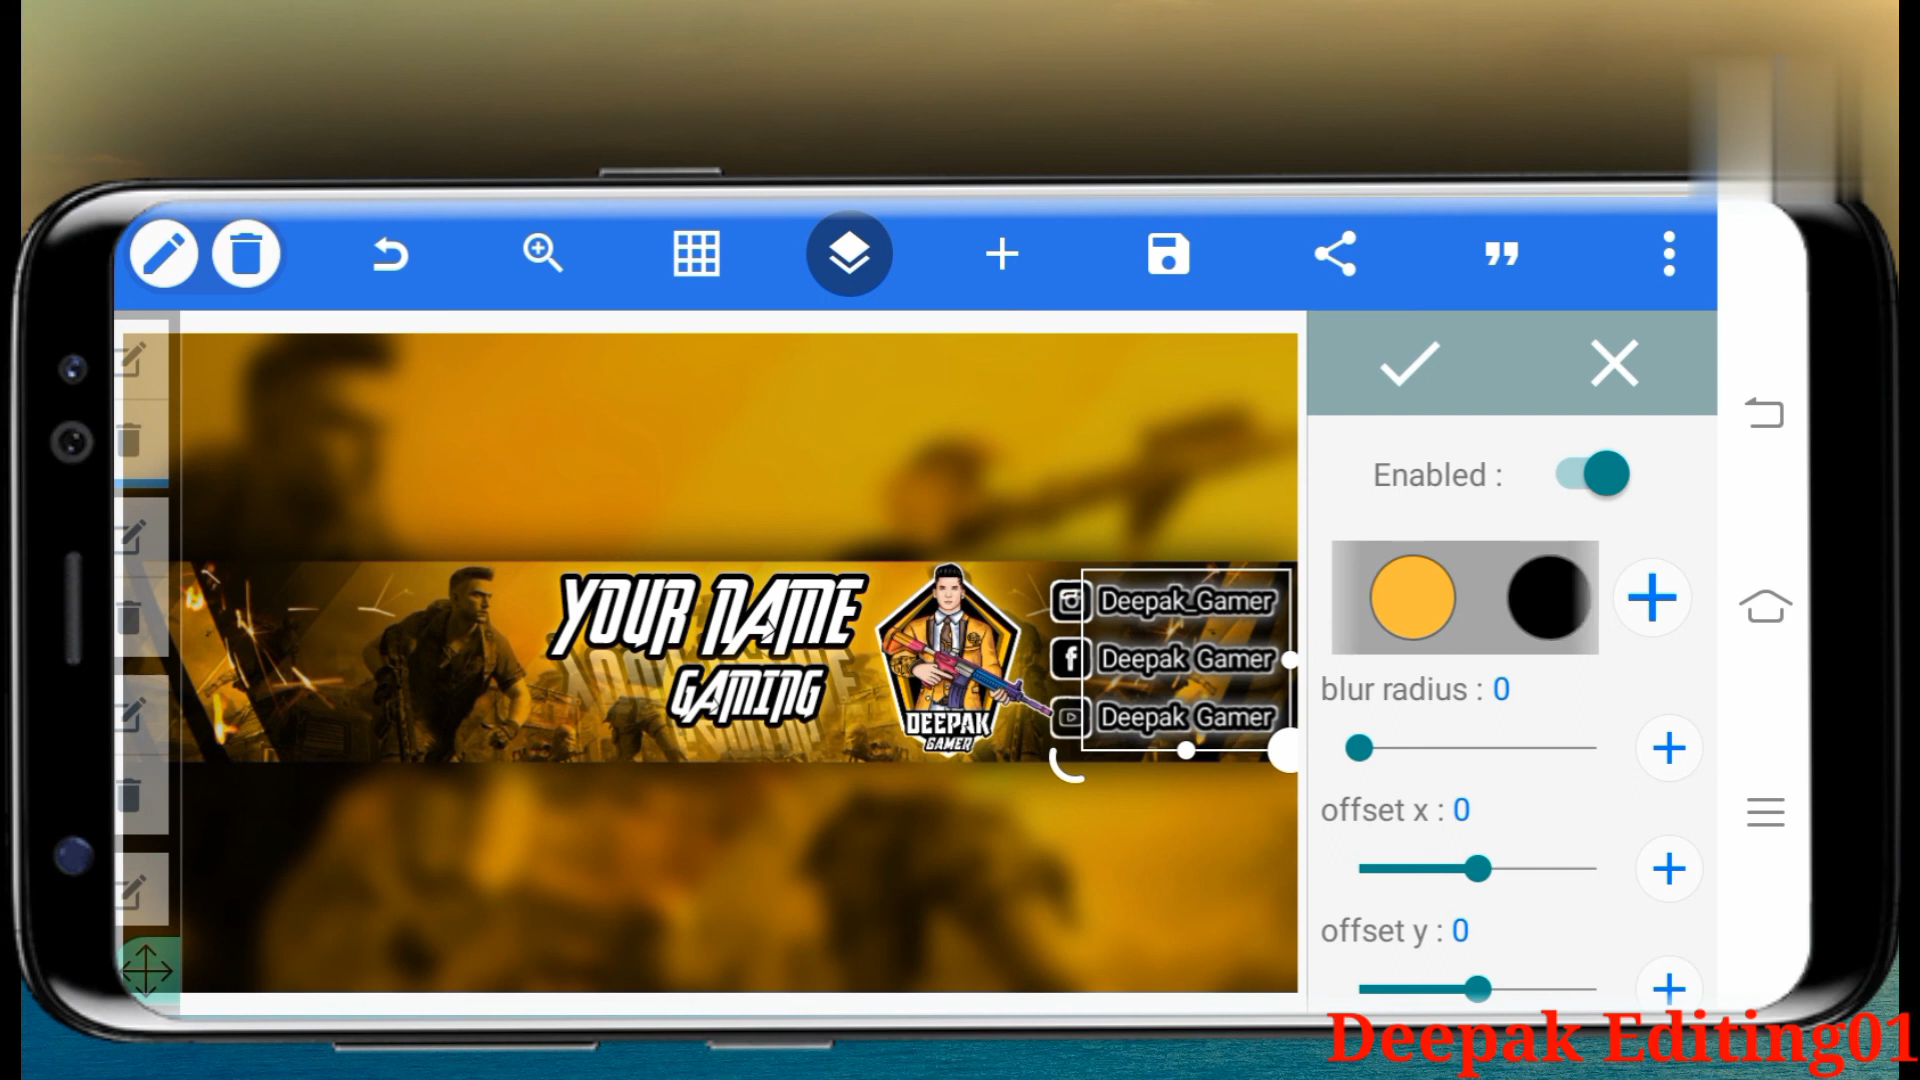 Enabled :
YOUR NAME
GAMING
DEEPAK
GAMER
Deepak_Gamer
Deepak Gamer
Deepak Gamer
blur radius : 0
offset x : 0
offset y : 0
Deepak Editing01